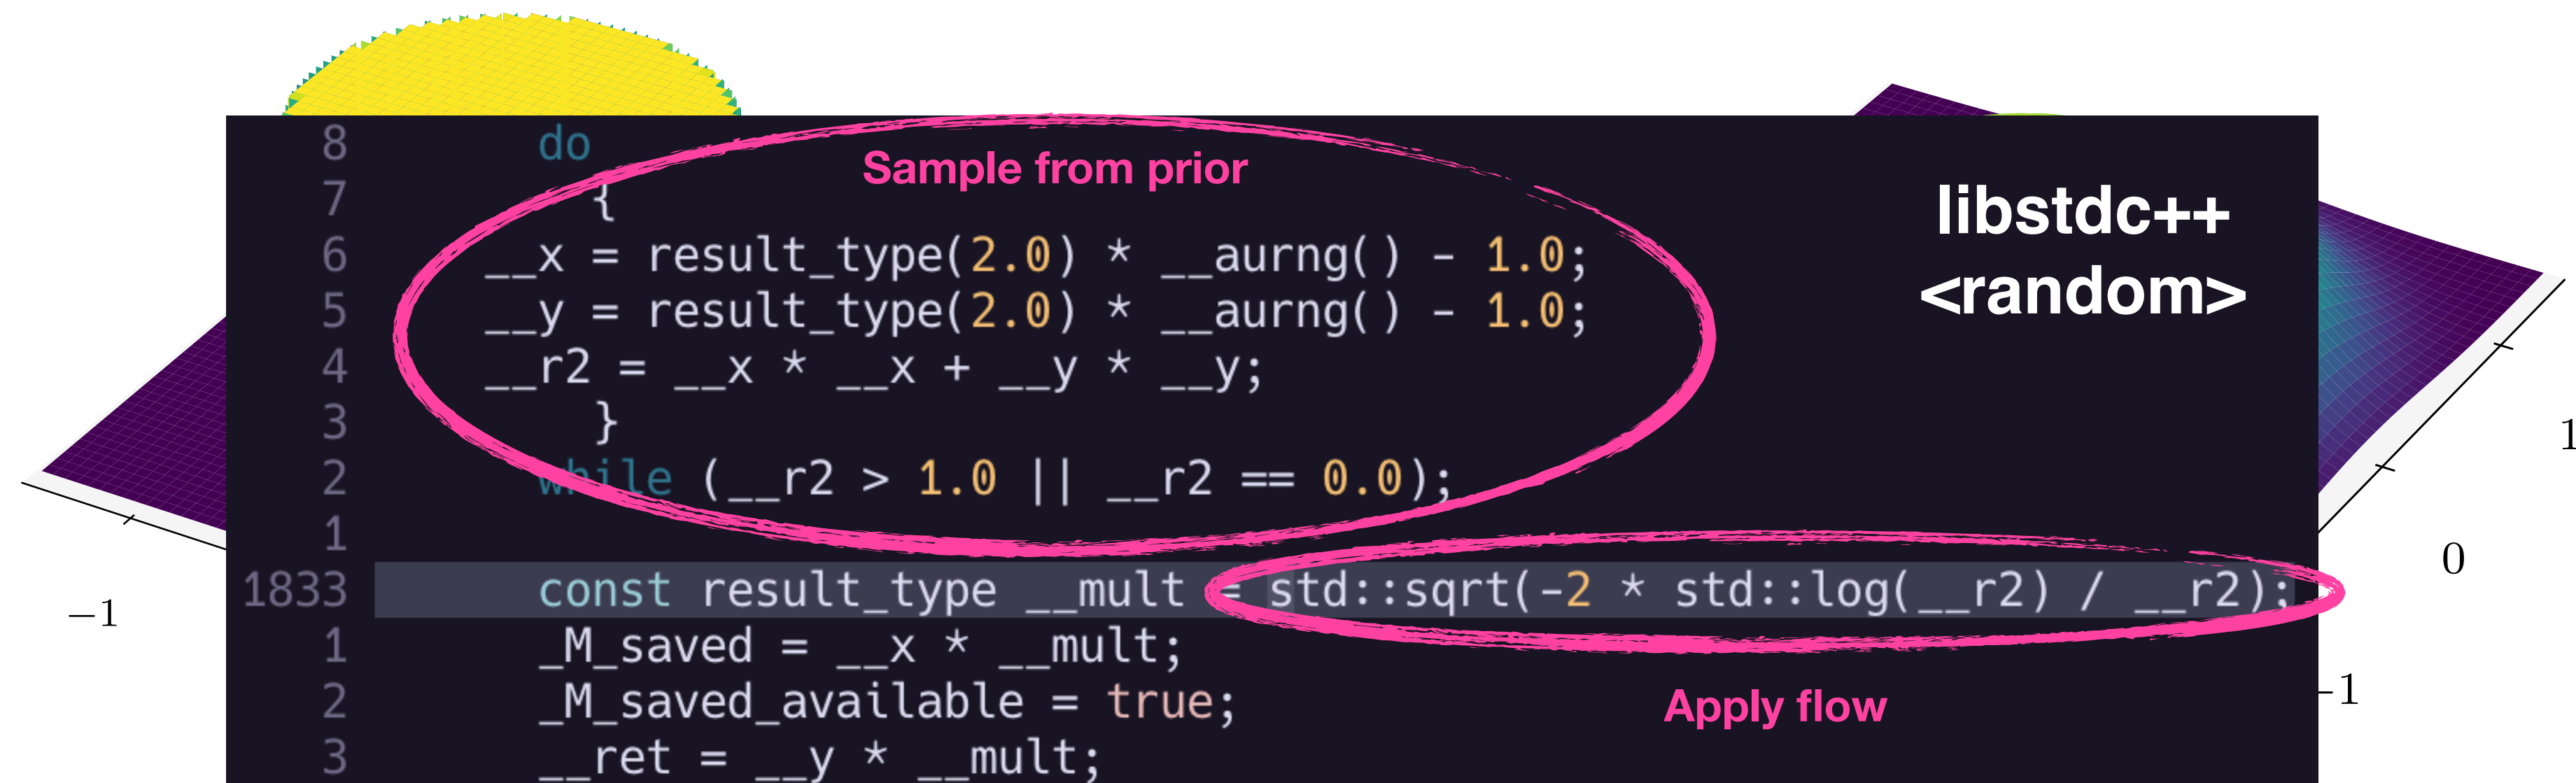 8 do
Sample from prior
7 {
libstdc++
6 __x = result_type(2.0) * __aurng() - 1.0;
<random>
5 __y = result_type(2.0) * __aurng() - 1.0;
4 __r2 = __x * __x + __y * __y;
3 }
1
2 while (__r2 > 1.0 || __r2 == 0.0);
1
0
1833 const result_type __mult = std::sqrt(-2 * std::log(__r2) / __r2);
−1
1 _M_saved = __x * __mult;
2 _M_saved_available = true;
Apply flow
−1
3 __ret = __y * __mult;